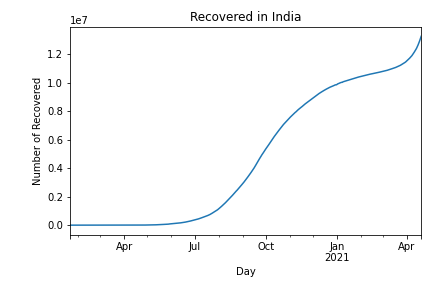 Recovered in India
1e7
1.2
1.0
0.8
0.6
0.4
0.2
0.0
Number of Recovered
Apr
Jul
Oct
Jan
2021
Apr
Day